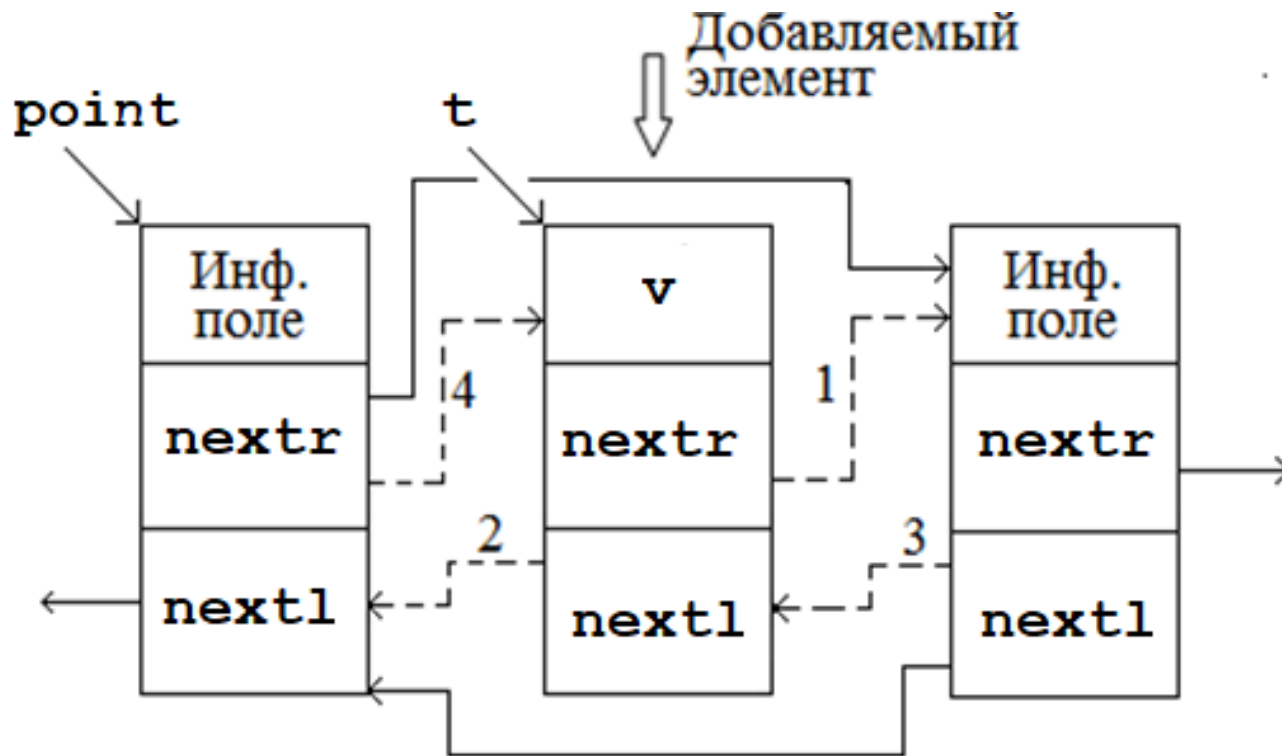 Добавляемый
элемент
point
t
Инф.
поле
v
Инф.
поле
4
1
nextr
nextr
nextr
2
3
nextl
nextl
nextl